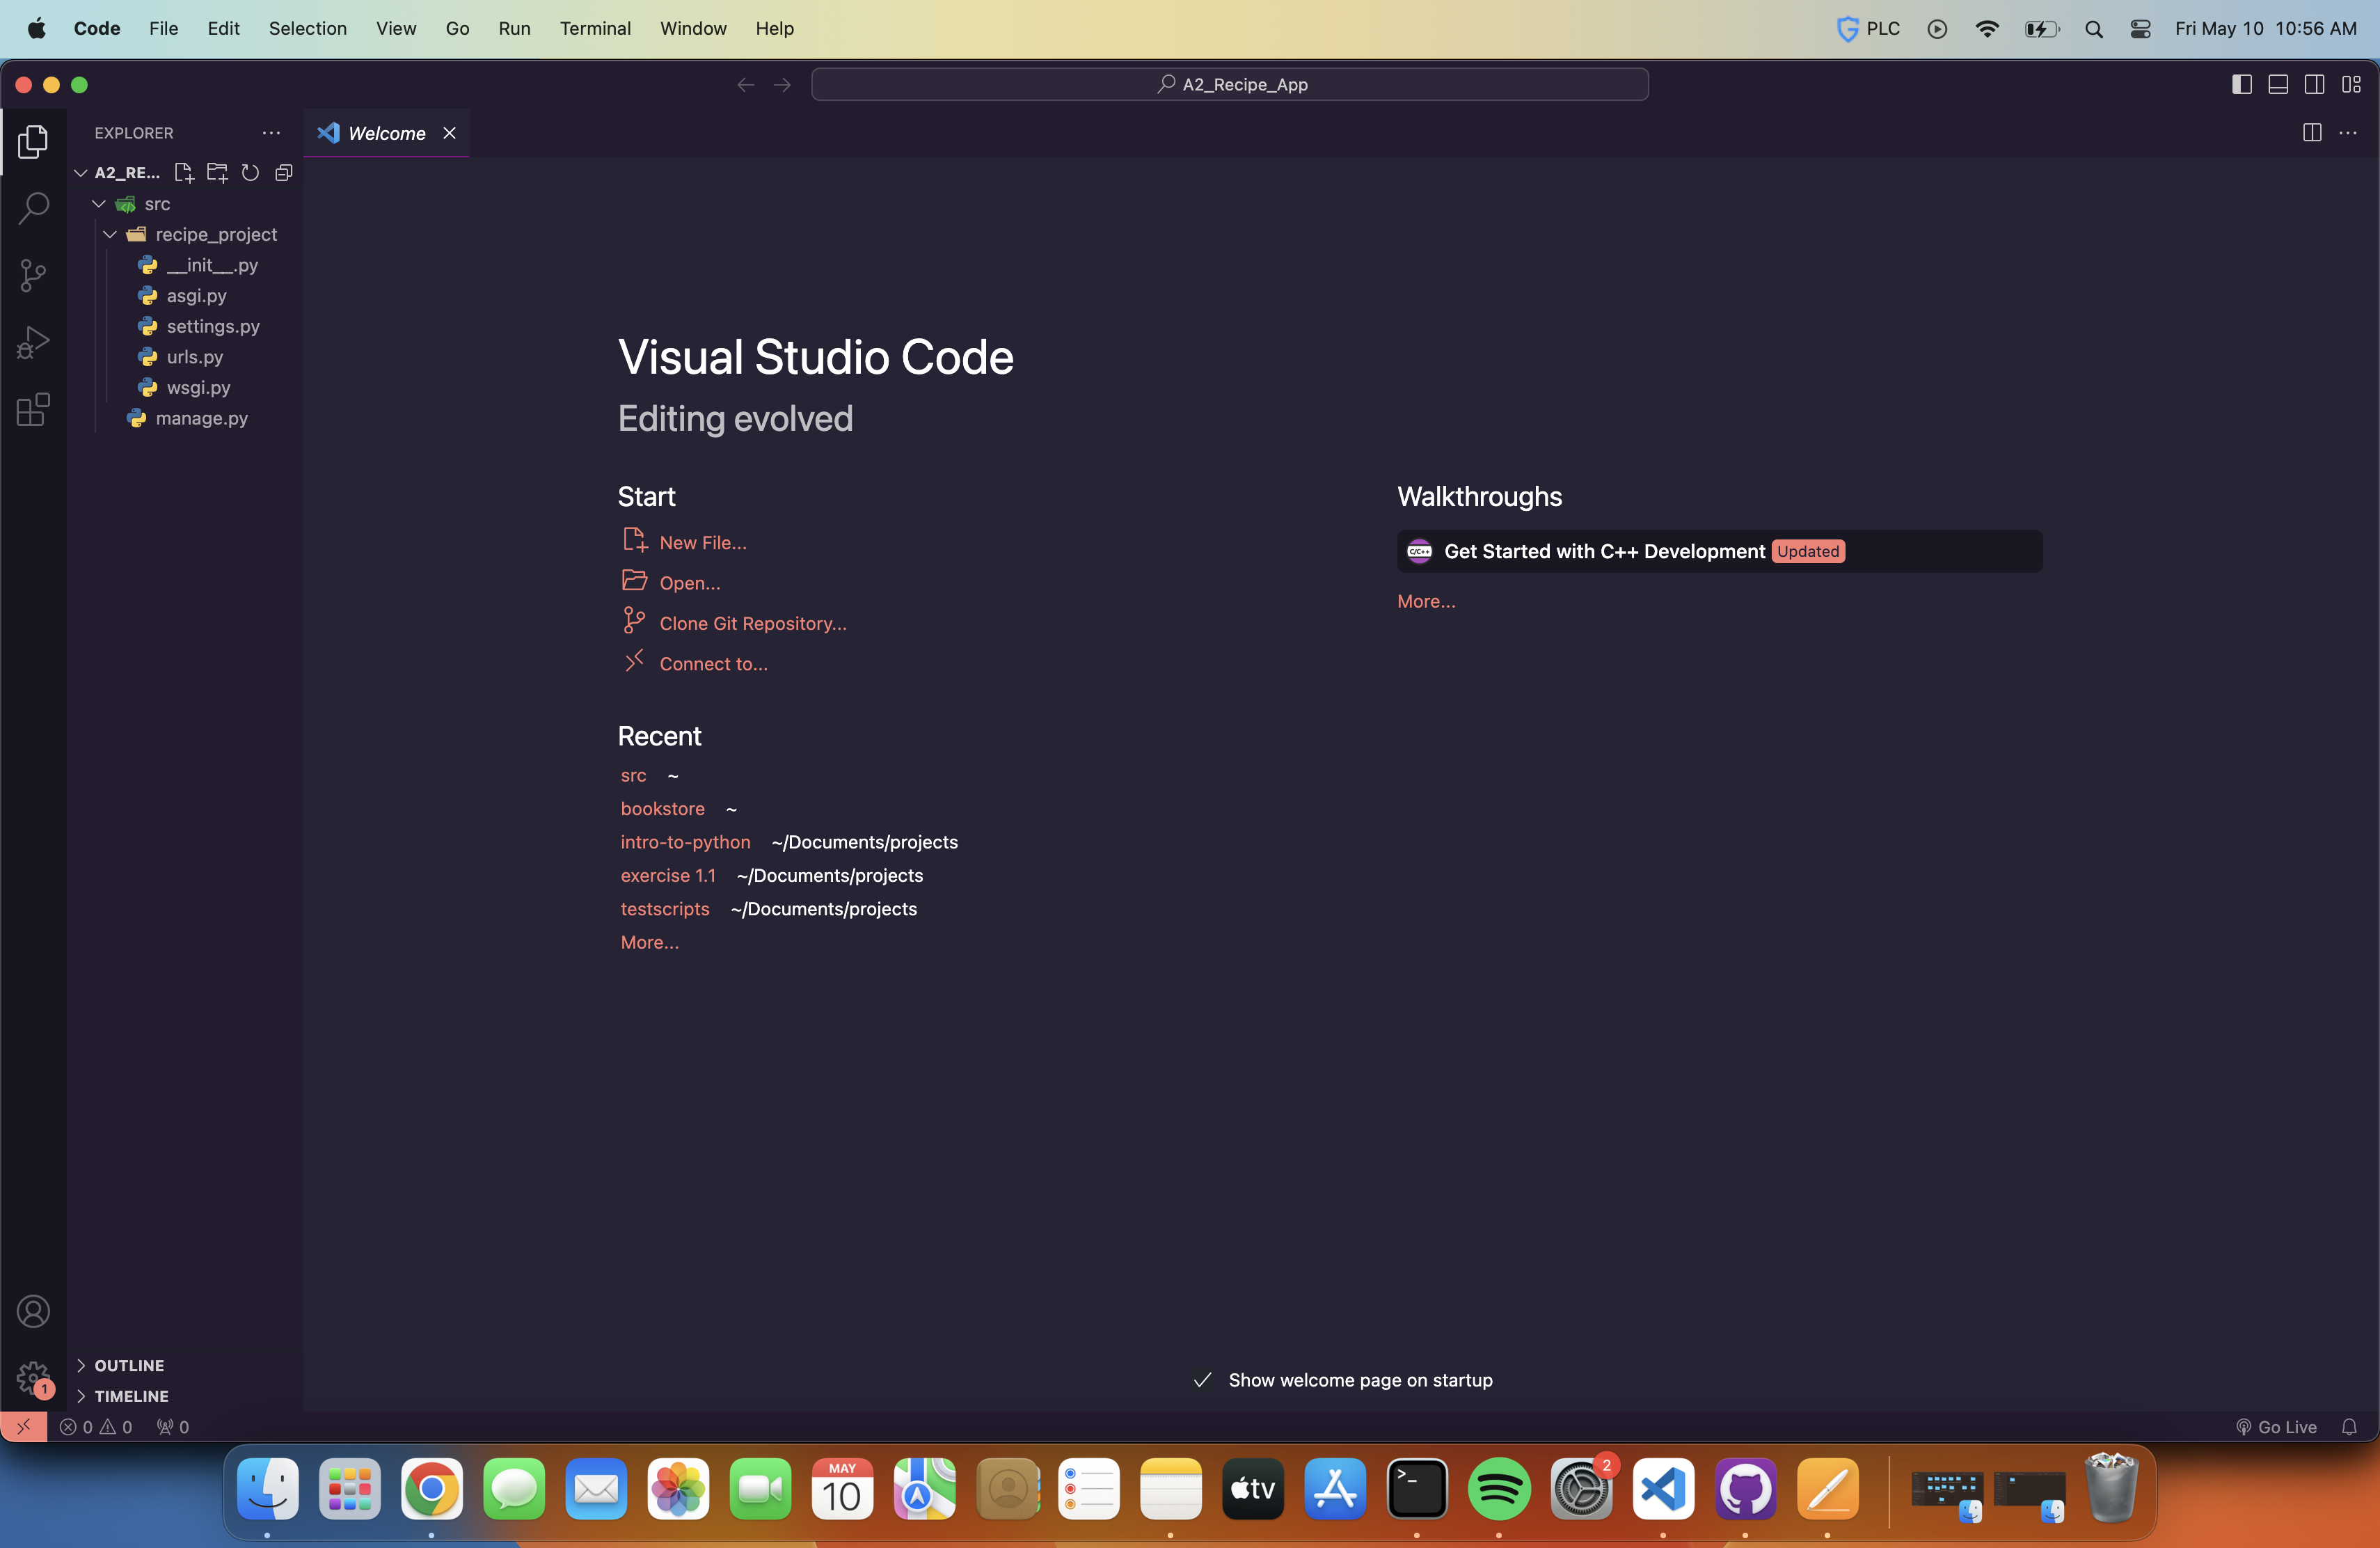 Code File Edit Selection View Go Run Terminal Window Help PLC Fri May 10 10:56 AM
A2_Recipe_App
EXPLORER
Welcome
A2_RE...
src
recipe_project
__init__.py
asgi.py
settings.py
urls.py
wsgi.py
manage.py
Visual Studio Code
Editing evolved
Start
New File...
Open...
Clone Git Repository...
Connect to...
Recent
src ~
bookstore ~
intro-to-python ~/Documents/projects
exercise 1.1 ~/Documents/projects
testscripts ~/Documents/projects
More...
Walkthroughs
C/C++ Get Started with C++ Development Updated
More...
Show welcome page on startup
1
OUTLINE
TIMELINE
0 0 0
Go Live
MAY
10
tv
>_
2